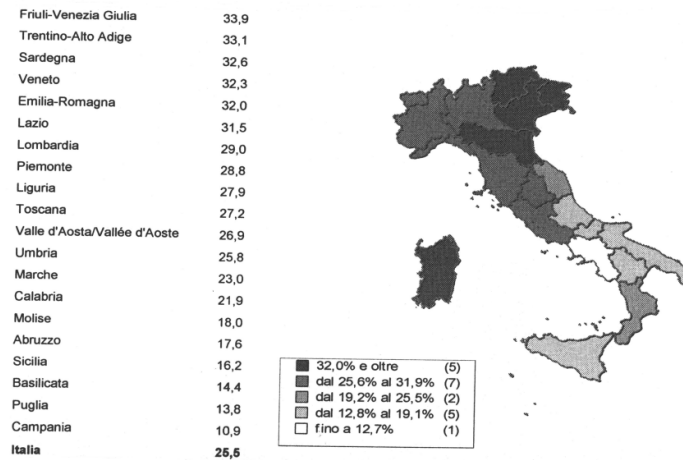 Friuli-Venezia Giulia 33,9
Trentino-Alto Adige 33,1
Sardegna 32,6
Veneto 32,3
Emilia-Romagna 32,0
Lazio 31,5
Lombardia 29,0
Piemonte 28,8
Liguria 27,9
Toscana 27,2
Valle d'Aosta/Vallée d'Aoste 26,9
Umbria 25,8
Marche 23,0
Calabria 21,9
Molise 18,0
Abruzzo 17,6
Sicilia 16,2
Basilicata 14,4
Puglia 13,8
Campania 10,9
Italia 25,5
32,0% e oltre (5)
dal 25,6% al 31,9% (7)
dal 19,2% al 25,5% (2)
dal 12,8% al 19,1% (5)
fino a 12,7% (1)